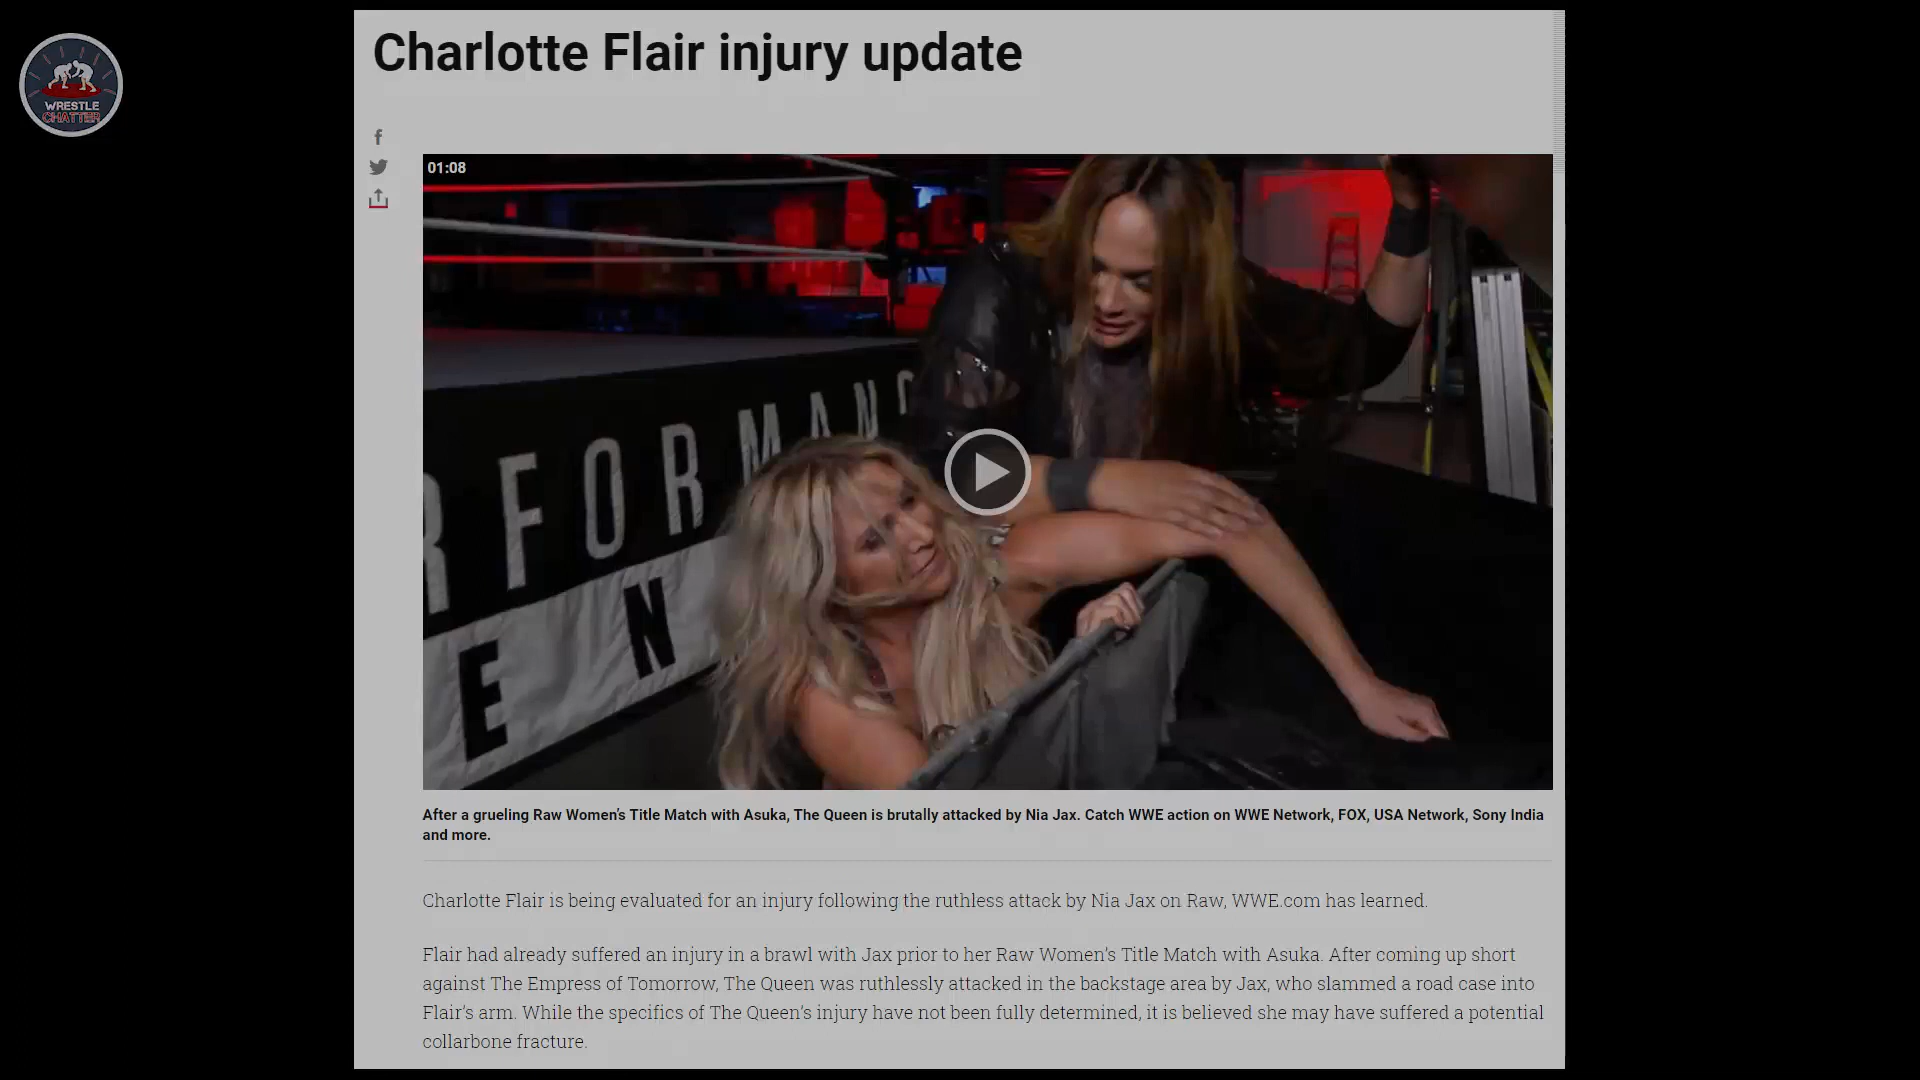 Charlotte Flair injury update
WRESTLE
CHATTER
01:08
RFORMANC
EN
After a grueling Raw Women's Title Match with Asuka, The Queen is brutally attacked by Nia Jax. Catch WWE action on WWE Network, FOX, USA Network, Sony India
and more.
Charlotte Flair is being evaluated for an injury following the ruthless attack by Nia Jax on Raw, WWE.com has learned.
Flair had already suffered an injury in a brawl with Jax prior to her Raw Women's Title Match with Asuka. After coming up short
against The Empress of Tomorrow, The Queen was ruthlessly attacked in the backstage area by Jax, who slammed a road case into
Flair's arm. While the specifics of The Queen's injury have not been fully determined, it is believed she may have suffered a potential
collarbone fracture.